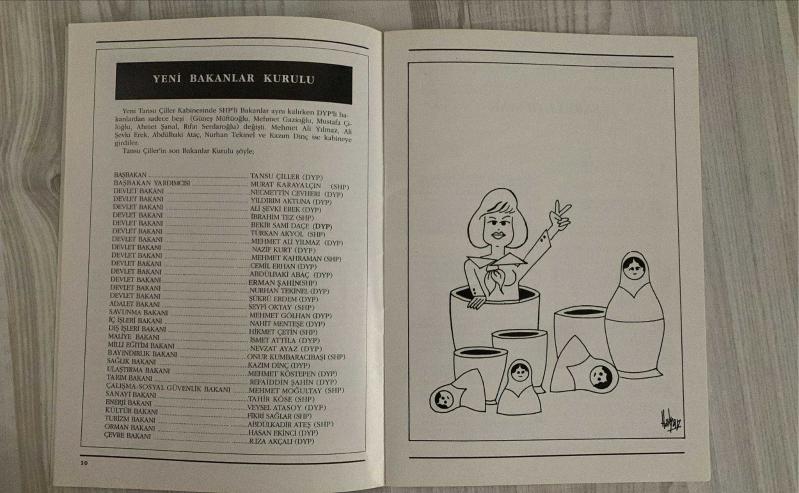 YENİ BAKANLAR KURULU
Yeni Tansu Çiller Kabinesinde SHP'li Bakanlar aynı kalırken DYP'li ba-
kanlardan sadece beşi (Güneş Müftüoğlu, Mehmet Gazioğlu, Mustafa Çi-
loğlu, Ahmet Şanal, Rıfın Serdaroğlu) değişti. Mehmet Ali Yılmaz, Ali
Şevki Erek, Abdülbaki Ataç, Nurhan Tekinel ve Kazım Dinç ise kabineye
girdiler.
Tansu Çiller'in son Bakanlar Kurulu şöyle;
BAŞBAKAN TANSU ÇİLLER (DYP)
BAŞBAKAN YARDIMCISI MURAT KARAYALÇIN (SHP)
DEVLET BAKANI NECMETTİN CEVHERİ (DYP)
DEVLET BAKANI YILDIRIM AKTUNA (DYP)
DEVLET BAKANI ALİ ŞEVKİ EREK (DYP)
DEVLET BAKANI İBRAHİM TEZ (SHP)
DEVLET BAKANI BEKİR SAMİ DAÇE (DYP)
DEVLET BAKANI TÜRKAN AKYOL (SHP)
DEVLET BAKANI MEHMET ALİ YILMAZ (DYP)
DEVLET BAKANI NAZİF KURT (DYP)
DEVLET BAKANI MEHMET KAHRAMAN (SHP)
DEVLET BAKANI CEMİL ERHAN (DYP)
DEVLET BAKANI ABDÜLBAKİ ABAÇ (DYP)
DEVLET BAKANI ERMAN ŞAHİN(SHP)
DEVLET BAKANI NURHAN TEKİNEL (DYP)
DEVLET BAKANI ŞÜKRÜ ERDEM (DYP)
ADALET BAKANI SEYFİ OKTAY (SHP)
SAVUNMA BAKANI MEHMET GÖLHAN (DYP)
İÇ İŞLERİ BAKANI NAHİT MENTEŞE (DYP)
DIŞ İŞLERİ BAKANI HİKMET ÇETİN (SHP)
MALİYE BAKANI İSMET ATTİLA (DYP)
MİLLİ EĞİTİM BAKANI NEVZAT AYAZ (DYP)
BAYINDIRLIK BAKANI ONUR KUMBARACIBAŞI (SHP)
SAĞLIK BAKANI KAZIM DİNÇ (DYP)
ULAŞTIRMA BAKANI MEHMET KÖSTEPEN (DYP)
TARIM BAKANI REFAİDDİN ŞAHİN (DYP)
ÇALIŞMA-SOSYAL GÜVENLİK BAKANI MEHMET MOĞULTAY (SHP)
SANAYİ BAKANI TAHİR KÖSE (SHP)
ENERJİ BAKANI VEYSEL ATASOY (DYP)
KÜLTÜR BAKANI FİKRİ SAĞLAR (SHP)
TURİZM BAKANI ABDÜLKADİR ATEŞ (SHP)
ORMAN BAKANI HASAN EKİNCİ (DYP)
ÇEVRE BAKANI RIZA AKÇALI (DYP)
10